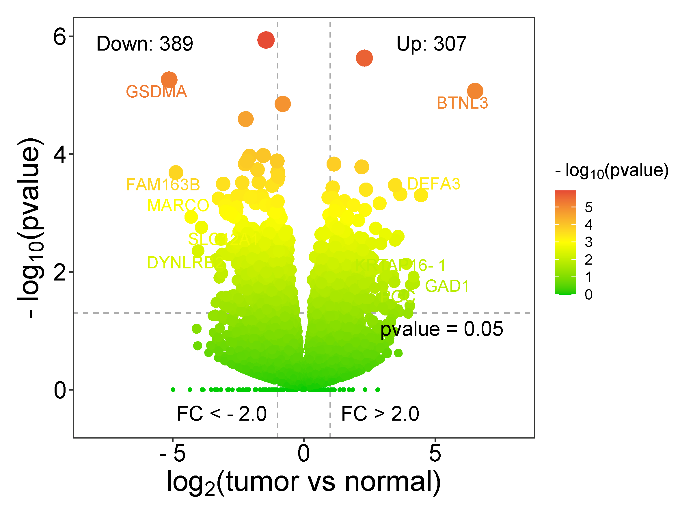 Down: 389
Up: 307
GSDMA
BTNL3
FAM163B
DEFA3
MARCO
DYNLRB
16-1
GAD1
pvalue = 0.05
FC < - 2.0
FC > 2.0
6
4
2
0
- 5
0
5
log2(tumor vs normal)
- log10(pvalue)
- log10(pvalue)
5
4
3
2
1
0